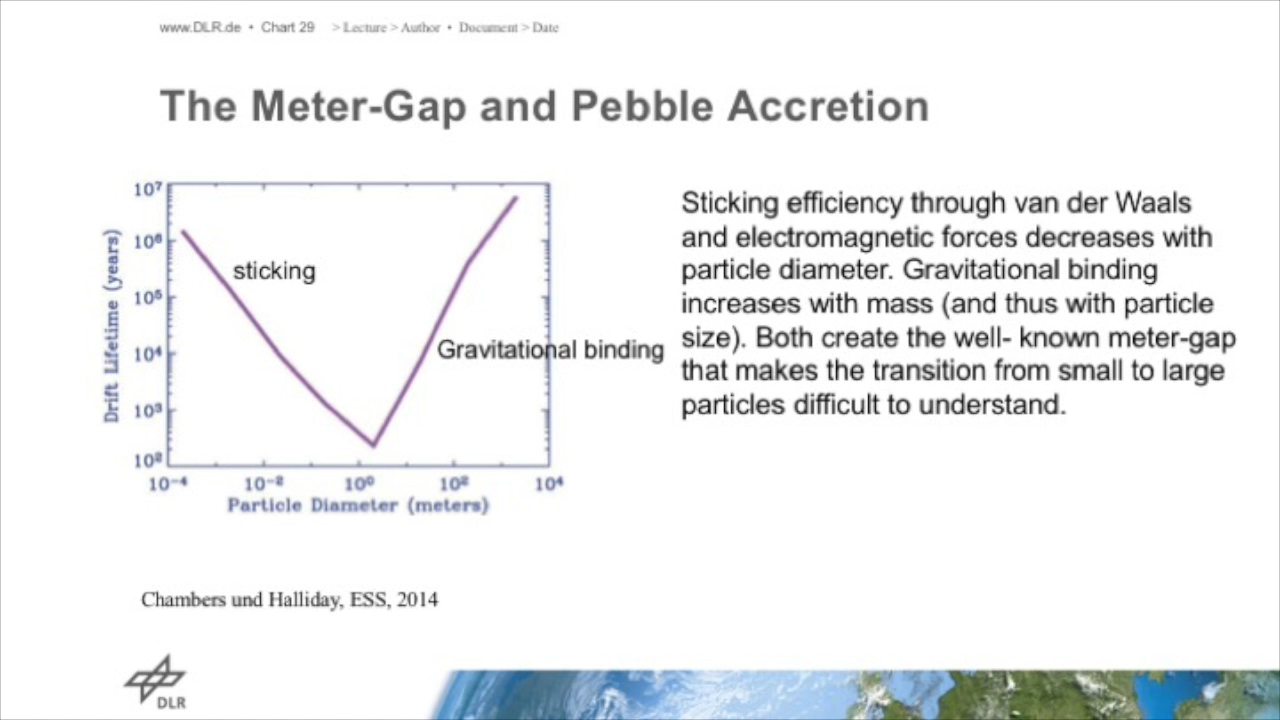 www.DLR.de • Chart 29 > Lecture > Author • Document > Date
The Meter-Gap and Pebble Accretion
10⁷
10⁶
10⁵
10⁴
10³
10²
Drift Lifetime (years)
sticking
Gravitational binding
10⁻⁴ 10⁻² 10⁰ 10² 10⁴
Particle Diameter (meters)
Sticking efficiency through van der Waals
and electromagnetic forces decreases with
particle diameter. Gravitational binding
increases with mass (and thus with particle
size). Both create the well- known meter-gap
that makes the transition from small to large
particles difficult to understand.
Chambers und Halliday, ESS, 2014
DLR